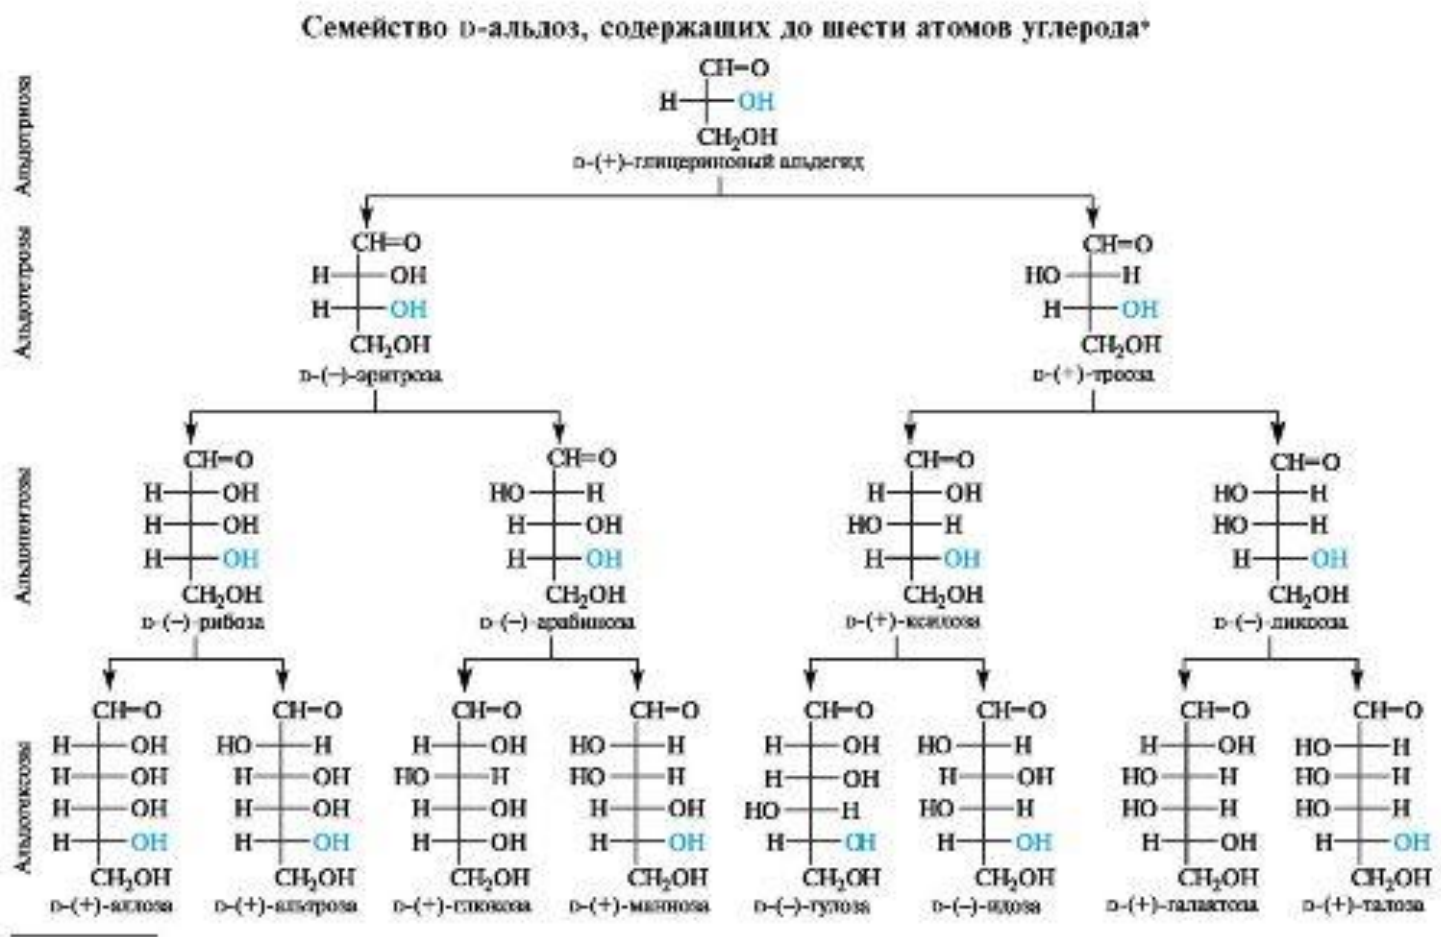 Семейство D-альдоз, содержащих до шести атомов углерода*
Альдотриоза
CH=O
H OH
CH₂OH
D-(+)-глицериновый альдегид
Альдотетрозы
CH=O CH=O
H OH HO H
H OH H OH
CH₂OH CH₂OH
D-(−)-эритроза D-(+)-треоза
Альдопентозы
CH=O CH=O CH=O CH=O
H OH HO H H OH HO H
H OH H OH HO H HO H
H OH H OH H OH H OH
CH₂OH CH₂OH CH₂OH CH₂OH
D-(−)-рибоза D-(−)-арабиноза D-(+)-ксилоза D-(−)-ликсоза
Альдогексозы
CH=O CH=O CH=O CH=O CH=O CH=O CH=O CH=O
H OH HO H H OH HO H H OH HO H H OH HO H
H OH H OH HO H HO H H OH H OH HO H HO H
H OH H OH H OH H OH HO H HO H HO H HO H
H OH H OH H OH H OH H OH H OH H OH H OH
CH₂OH CH₂OH CH₂OH CH₂OH CH₂OH CH₂OH CH₂OH CH₂OH
D-(+)-аллоза D-(+)-альтроза D-(+)-глюкоза D-(+)-манноза D-(−)-гулоза D-(−)-идоза D-(+)-галактоза D-(+)-талоза